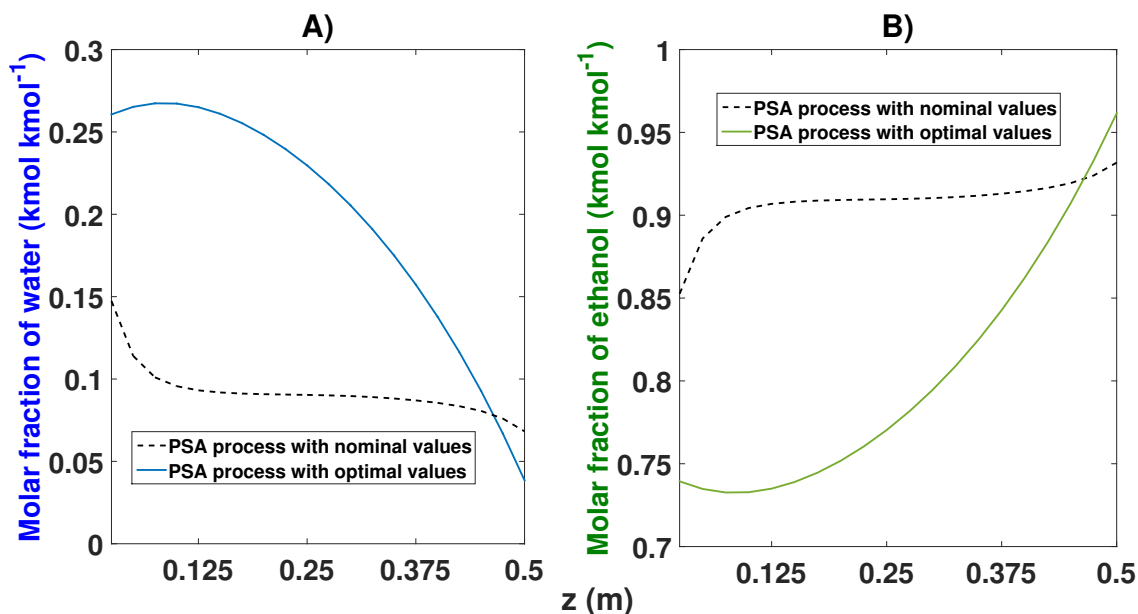 A)
Molar fraction of water (kmol kmol⁻¹)
0.3
0.25
0.2
0.15
0.1
0.05
0
PSA process with nominal values
PSA process with optimal values
0.125 0.25 0.375 0.5
B)
Molar fraction of ethanol (kmol kmol⁻¹)
1
0.95
0.9
0.85
0.8
0.75
0.7
PSA process with nominal values
PSA process with optimal values
0.125 0.25 0.375 0.5
z (m)